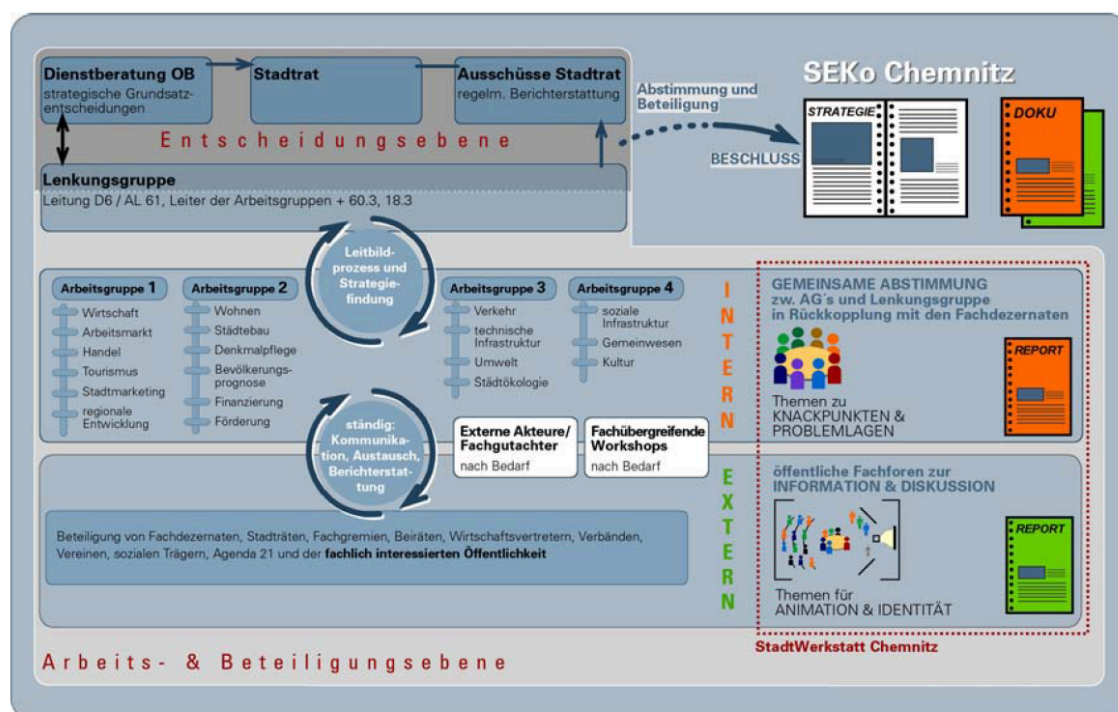 Dienstberatung OB
strategische Grundsatz-
entscheidungen
Stadtrat
Ausschüsse Stadtrat
regelm. Berichterstattung
Entscheidungsebene
Abstimmung und
Beteiligung
BESCHLUSS
SEKo Chemnitz
STRATEGIE
DOKU
Lenkungsgruppe
Leitung D6 / AL 61, Leiter der Arbeitsgruppen + 60.3, 18.3
Leitbild-
prozess und
Strategie-
findung
Arbeitsgruppe 1
Wirtschaft
Arbeitsmarkt
Handel
Tourismus
Stadtmarketing
regionale
Entwicklung
Arbeitsgruppe 2
Wohnen
Städtebau
Denkmalpflege
Bevölkerungs-
prognose
Finanzierung
Förderung
Arbeitsgruppe 3
Verkehr
technische
Infrastruktur
Umwelt
Städtökologie
Arbeitsgruppe 4
soziale
Infrastruktur
Gemeinwesen
Kultur
INTERN
GEMEINSAME ABSTIMMUNG
zw. AG´s und Lenkungsgruppe
in Rückkopplung mit den Fachdezernaten
REPORT
Themen zu
KNACKPUNKTEN &
PROBLEMLAGEN
ständig:
Kommunika-
tion, Austausch,
Berichterstat-
tung
Externe Akteure/
Fachgutachter
nach Bedarf
Fachübergreifende
Workshops
nach Bedarf
EXTERN
öffentliche Fachforen zur
INFORMATION & DISKUSSION
REPORT
Themen für
ANIMATION & IDENTITÄT
Beteiligung von Fachdezernaten, Stadträten, Fachgremien, Beiräten, Wirtschaftsvertretern, Verbänden,
Vereinen, sozialen Trägern, Agenda 21 und der fachlich interessierten Öffentlichkeit
StadtWerkstatt Chemnitz
Arbeits- & Beteiligungsebene